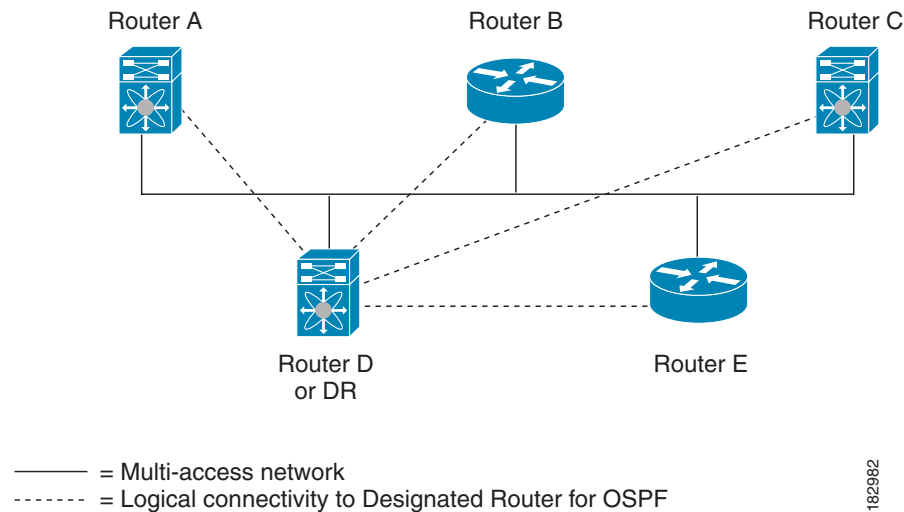 Router A
Router B
Router C
Router D
or DR
Router E
= Multi-access network
= Logical connectivity to Designated Router for OSPF
182982